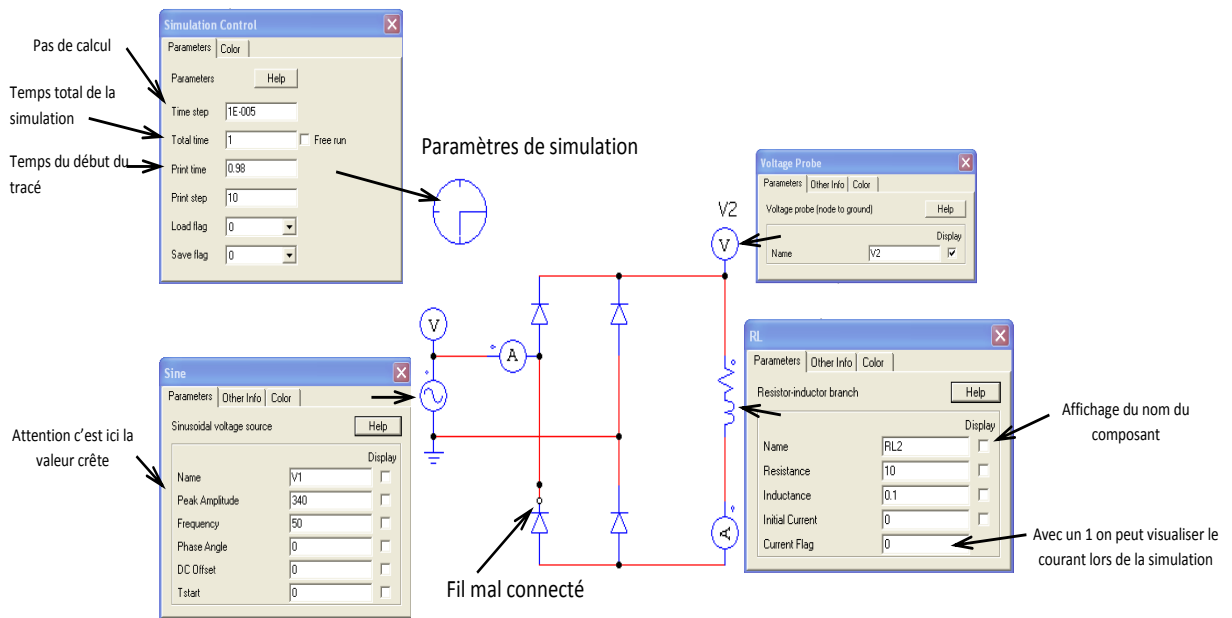 Simulation Control
Parameters Color
Parameters Help
Time step 1E-005
Total time 1 Free run
Print time 0.98
Print step 10
Load flag 0
Save flag 0
Pas de calcul
Temps total de la
simulation
Temps du début du
tracé
Paramètres de simulation
Voltage Probe
Parameters Other Info Color
Voltage probe (node to ground) Help
Display
Name V2
V2
V
V
A
A
Sine
Parameters Other Info Color
Sinusoidal voltage source Help
Display
Name V1
Peak Amplitude 340
Frequency 50
Phase Angle 0
DC Offset 0
Tstart 0
Attention c’est ici la
valeur crête
RL
Parameters Other Info Color
Resistor-inductor branch Help
Display
Name RL2
Resistance 10
Inductance 0.1
Initial Current 0
Current Flag 0
Affichage du nom du
composant
Avec un 1 on peut visualiser le
courant lors de la simulation
Fil mal connecté